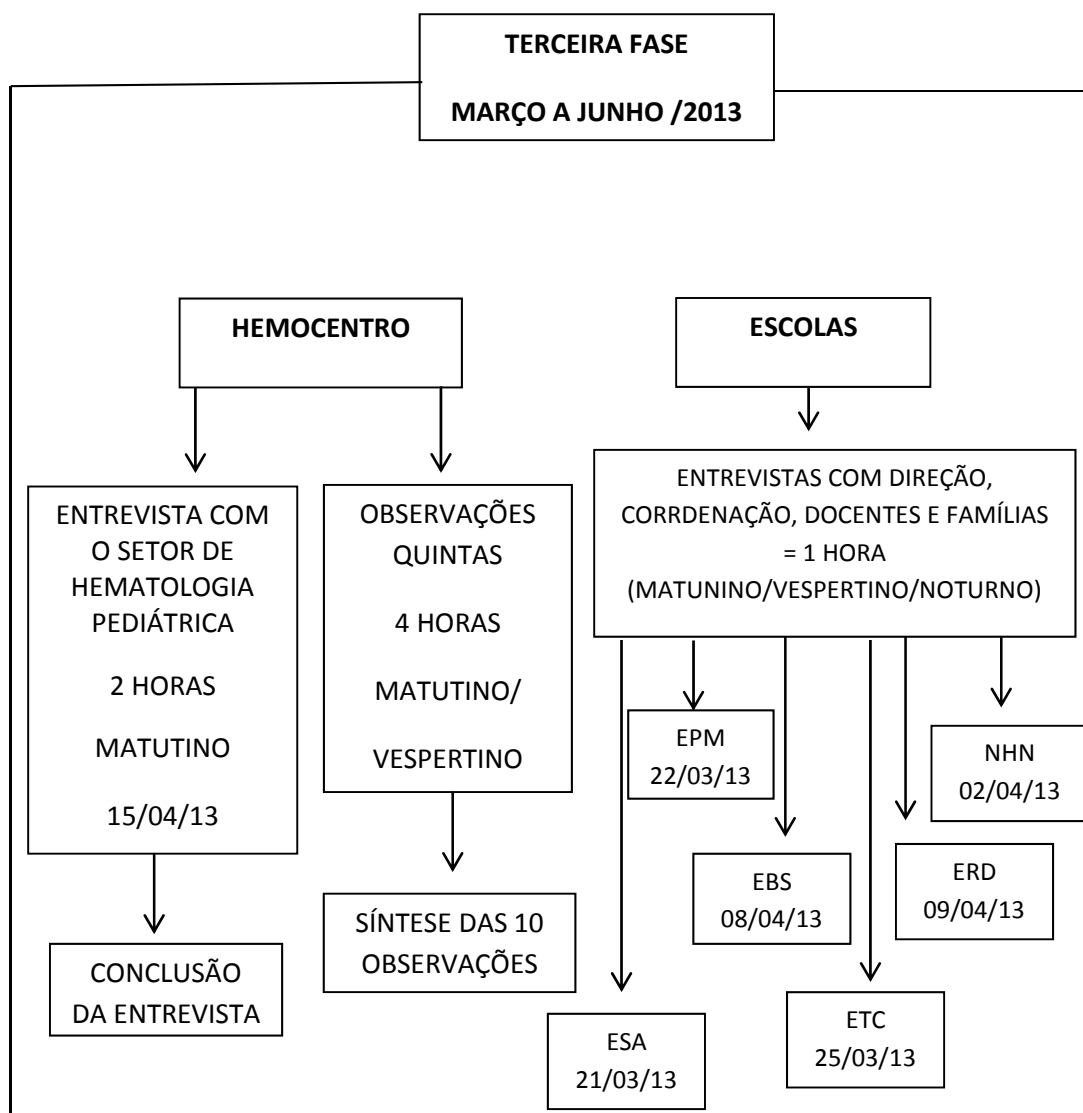 TERCEIRA FASE
MARÇO A JUNHO /2013
HEMOCENTRO
ESCOLAS
ENTREVISTA COM
O SETOR DE
HEMATOLOGIA
PEDIÁTRICA
2 HORAS
MATUTINO
15/04/13
OBSERVAÇÕES
QUINTAS
4 HORAS
MATUTINO/
VESPERTINO
ENTREVISTAS COM DIREÇÃO,
CORRDENAÇÃO, DOCENTES E FAMÍLIAS
= 1 HORA
(MATUNINO/VESPERTINO/NOTURNO)
EPM
22/03/13
NHN
02/04/13
EBS
08/04/13
ERD
09/04/13
SÍNTESE DAS 10
OBSERVAÇÕES
CONCLUSÃO
DA ENTREVISTA
ESA
21/03/13
ETC
25/03/13